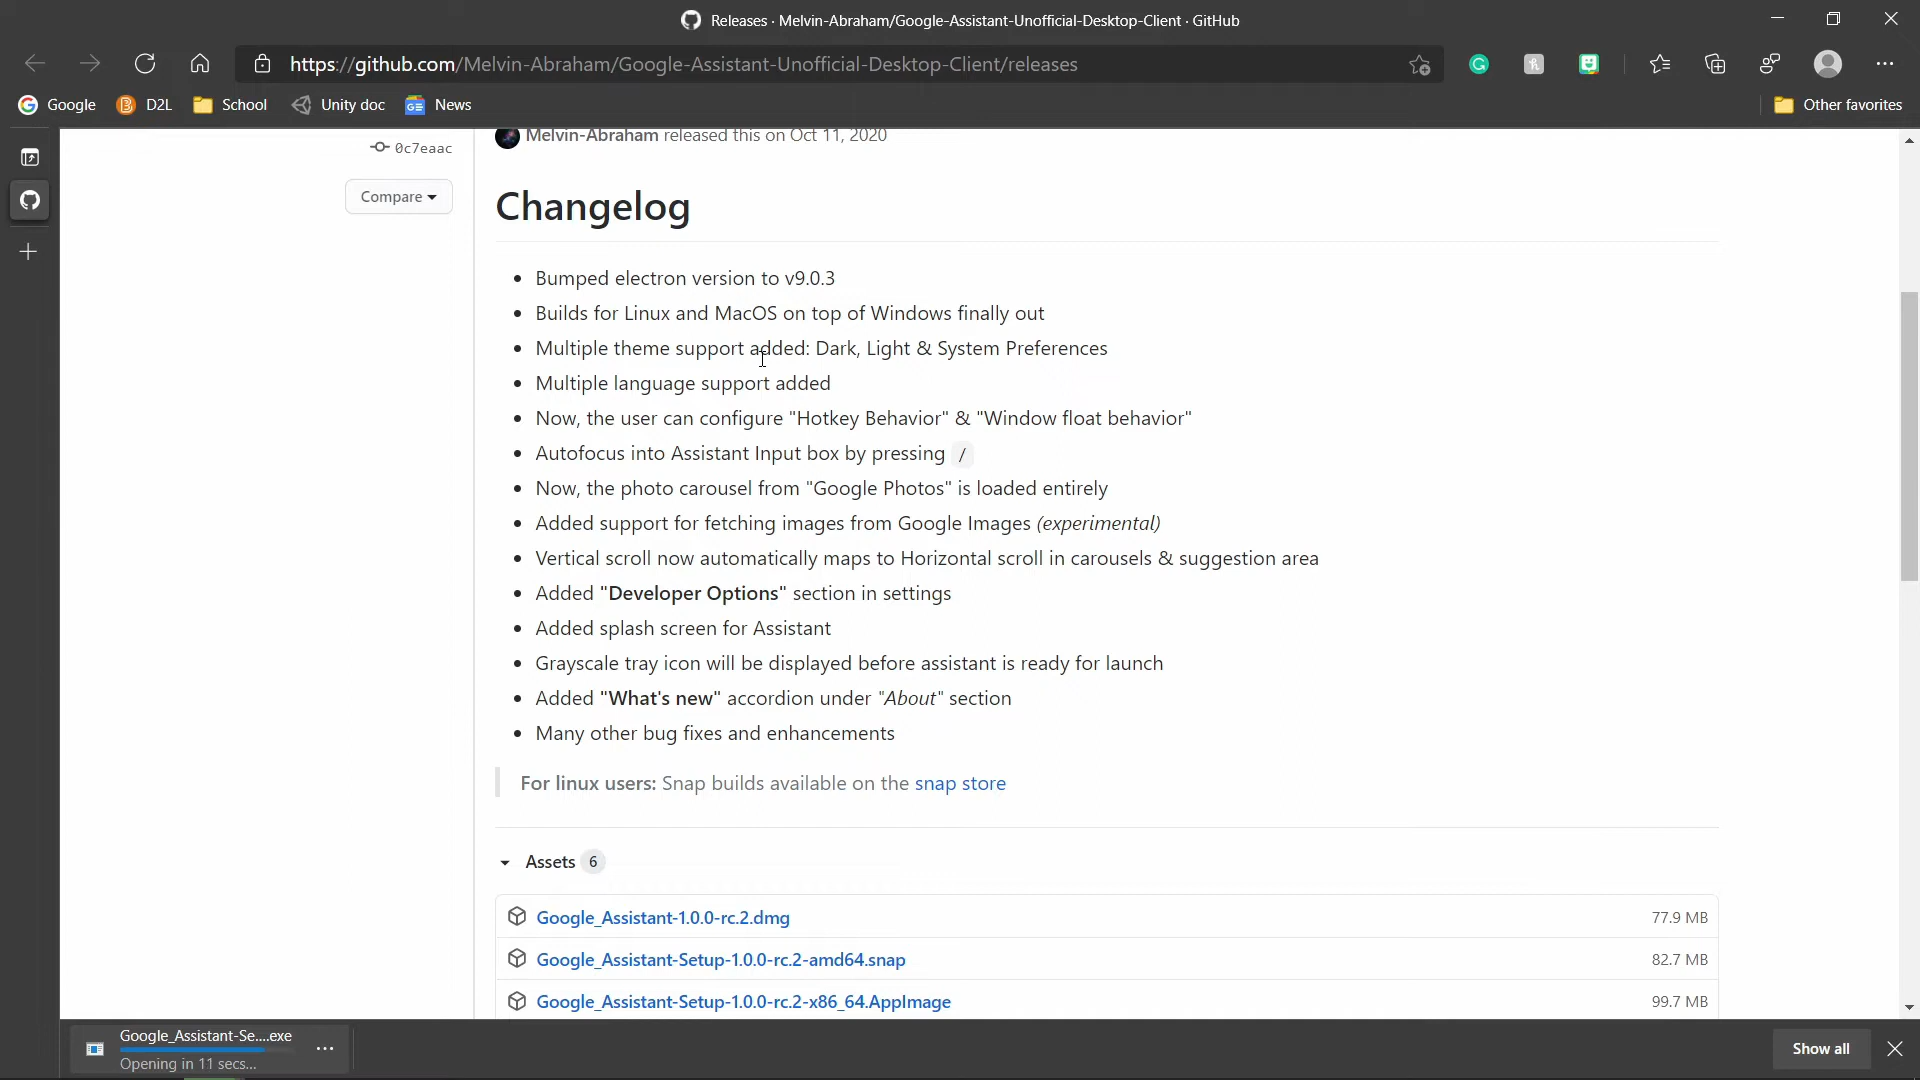 Releases · Melvin-Abraham/Google-Assistant-Unofficial-Desktop-Client · GitHub
https://github.com/Melvin-Abraham/Google-Assistant-Unofficial-Desktop-Client/releases
Google D2L School Unity doc News Other favorites
Melvin-Abraham released this on Oct 11, 2020
0c7eaac
Compare
Changelog
Bumped electron version to v9.0.3
Builds for Linux and MacOS on top of Windows finally out
Multiple theme support added: Dark, Light & System Preferences
Multiple language support added
Now, the user can configure "Hotkey Behavior" & "Window float behavior"
Autofocus into Assistant Input box by pressing /
Now, the photo carousel from "Google Photos" is loaded entirely
Added support for fetching images from Google Images (experimental)
Vertical scroll now automatically maps to Horizontal scroll in carousels & suggestion area
Added "Developer Options" section in settings
Added splash screen for Assistant
Grayscale tray icon will be displayed before assistant is ready for launch
Added "What's new" accordion under "About" section
Many other bug fixes and enhancements
For linux users: Snap builds available on the snap store
Assets 6
Google_Assistant-1.0.0-rc.2.dmg 77.9 MB
Google_Assistant-Setup-1.0.0-rc.2-amd64.snap 82.7 MB
Google_Assistant-Setup-1.0.0-rc.2-x86_64.AppImage 99.7 MB
Google_Assistant-Se....exe
Opening in 11 secs...
Show all